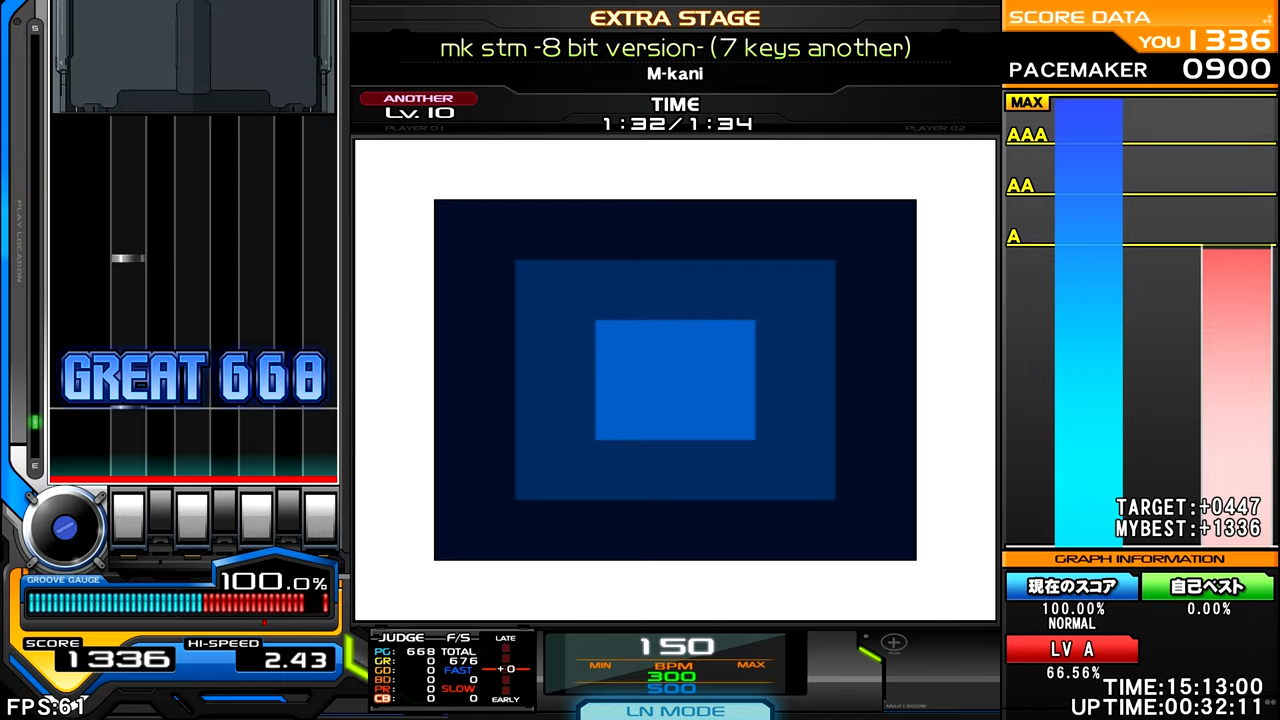 EXTRA STAGE
mk stm -8 bit version- (7 keys another)
M-kani
ANOTHER
LV. 10
TIME
1:32/1:34
PLAYER 01
PLAYER 02
SCORE DATA
YOU 1336
PACEMAKER 0900
MAX
AAA
AA
A
S
PLAY LOCATION
E
GREAT 668
TARGET:+0447
MYBEST:+1336
GRAPH INFORMATION
現在のスコア
自己ベスト
100.00%
0.00%
NORMAL
LV A
66.56%
GROOVE GAUGE
100.0%
SCORE
1336
HI-SPEED
2.43
JUDGE F/S
PG: 668 TOTAL
GR: 0 676
GD: 0 FAST
BD: 0 0
PR: 0 SLOW
CB: 0 0
LATE
+0
EARLY
150
MIN BPM MAX
300
500
LN MODE
FPS:61
TIME:15:13:00
UPTIME:00:32:11